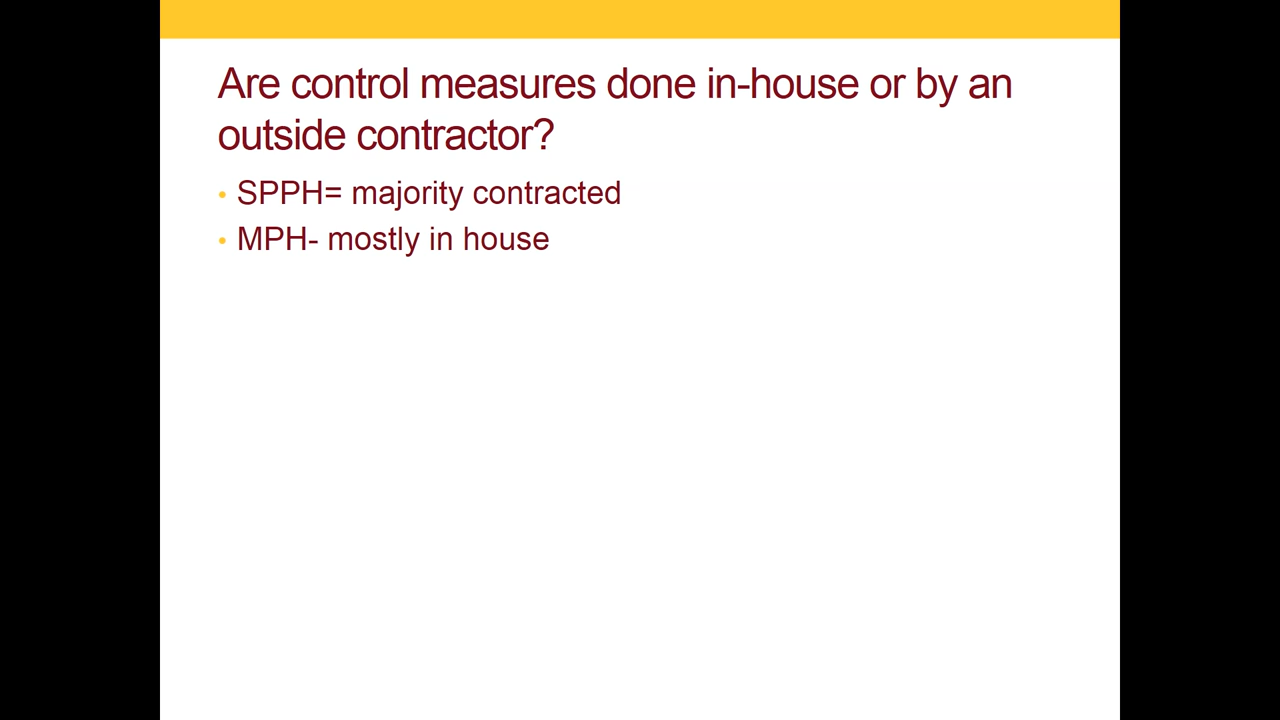 Are control measures done in-house or by an
outside contractor?
• SPPH= majority contracted
• MPH- mostly in house